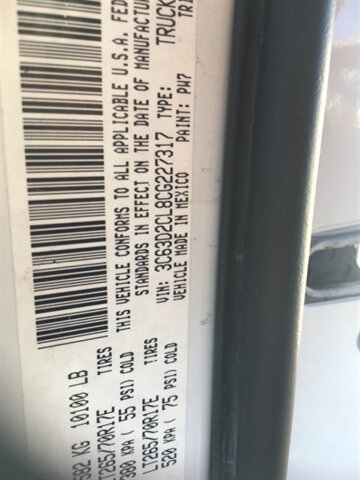 582 KG 10100 LB
LT265/70R17E TIRES
380 KPA ( 55 PSI) COLD
LT265/70R17E TIRES
520 KPA ( 75 PSI) COLD
THIS VEHICLE CONFORMS TO ALL APPLICABLE U.S.A. FED
STANDARDS IN EFFECT ON THE DATE OF MANUFACTUR
VIN: 3C63D2CL8CG227317 TYPE: TRUCK
VEHICLE MADE IN MEXICO PAINT: PW7